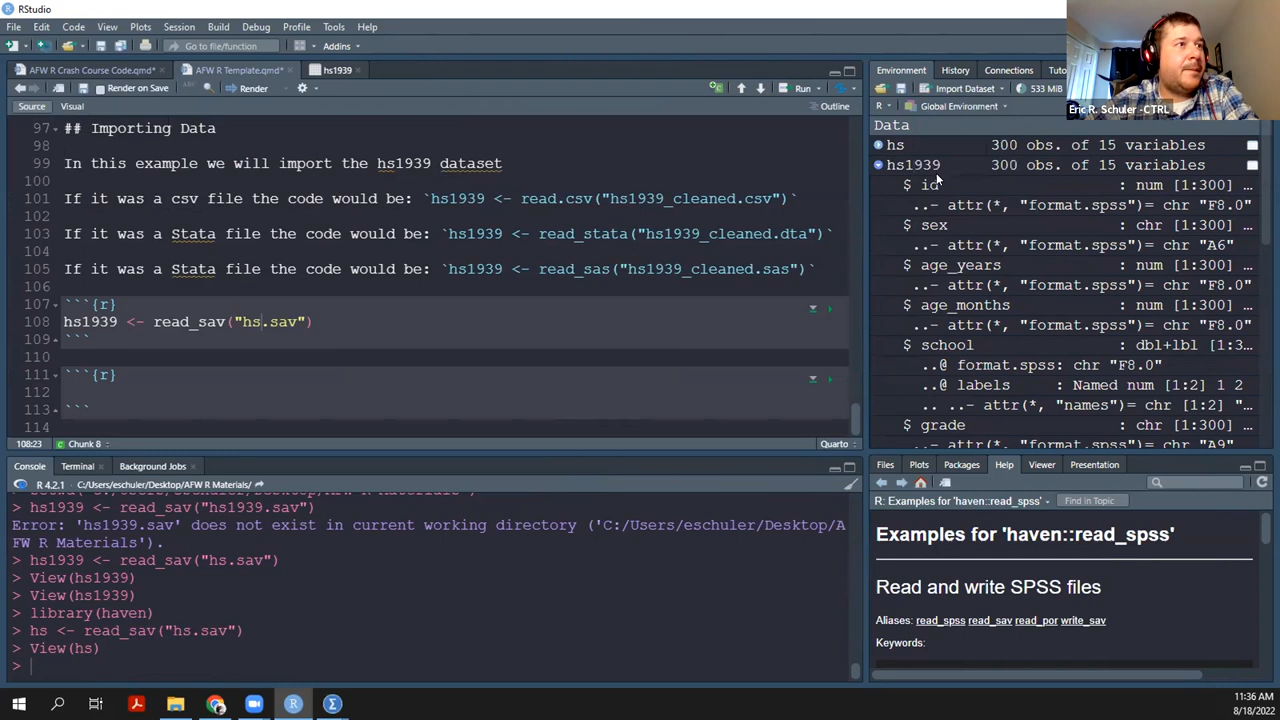 RStudio
File Edit Code View Plots Session Build Debug Profile Tools Help
Go to file/function Addins
AFW R Crash Course Code.qmd* AFW R Template.qmd* hs1939
Render on Save Render Run
Source Visual Outline
97 ## Importing Data
98
99 In this example we will import the hs1939 dataset
100
101 If it was a csv file the code would be: `hs1939 <- read.csv("hs1939_cleaned.csv")`
102
103 If it was a Stata file the code would be: `hs1939 <- read_stata("hs1939_cleaned.dta")`
104
105 If it was a Stata file the code would be: `hs1939 <- read_sas("hs1939_cleaned.sas")`
106
107 ```{r}
108 hs1939 <- read_sav("hs.sav")
109 ```
110
111 ```{r}
112
113 ```
114
108:23 Chunk 8 Quarto
Console Terminal Background Jobs
R 4.2.1 · C:/Users/eschuler/Desktop/AFW R Materials/
> hs1939 <- read_sav("hs1939.sav")
Error: 'hs1939.sav' does not exist in current working directory ('C:/Users/eschuler/Desktop/A
FW R Materials').
> hs1939 <- read_sav("hs.sav")
> View(hs1939)
> View(hs1939)
> library(haven)
> hs <- read_sav("hs.sav")
> View(hs)
>
Environment History Connections Tu
Import Dataset 533 MiB
R Global Environment
Eric R. Schuler -CTRL
Data
hs 300 obs. of 15 variables
hs1939 300 obs. of 15 variables
$ id : num [1:300] …
..- attr(*, "format.spss")= chr "F8.0"
$ sex : chr [1:300] …
..- attr(*, "format.spss")= chr "A6"
$ age_years : num [1:300] …
..- attr(*, "format.spss")= chr "F8.0"
$ age_months : num [1:300] …
..- attr(*, "format.spss")= chr "F8.0"
$ school : dbl+lbl [1:3…
..@ format.spss: chr "F8.0"
..@ labels : Named num [1:2] 1 2
.. ..- attr(*, "names")= chr [1:2] "…
$ grade : chr [1:300] …
..- attr(*, "format.spss")= chr "A9"
Files Plots Packages Help Viewer Presentation
R: Examples for 'haven::read_spss' Find in Topic
Examples for 'haven::read_spss'
Read and write SPSS files
Aliases: read_spss read_sav read_por write_sav
Keywords:
11:36 AM
8/18/2022